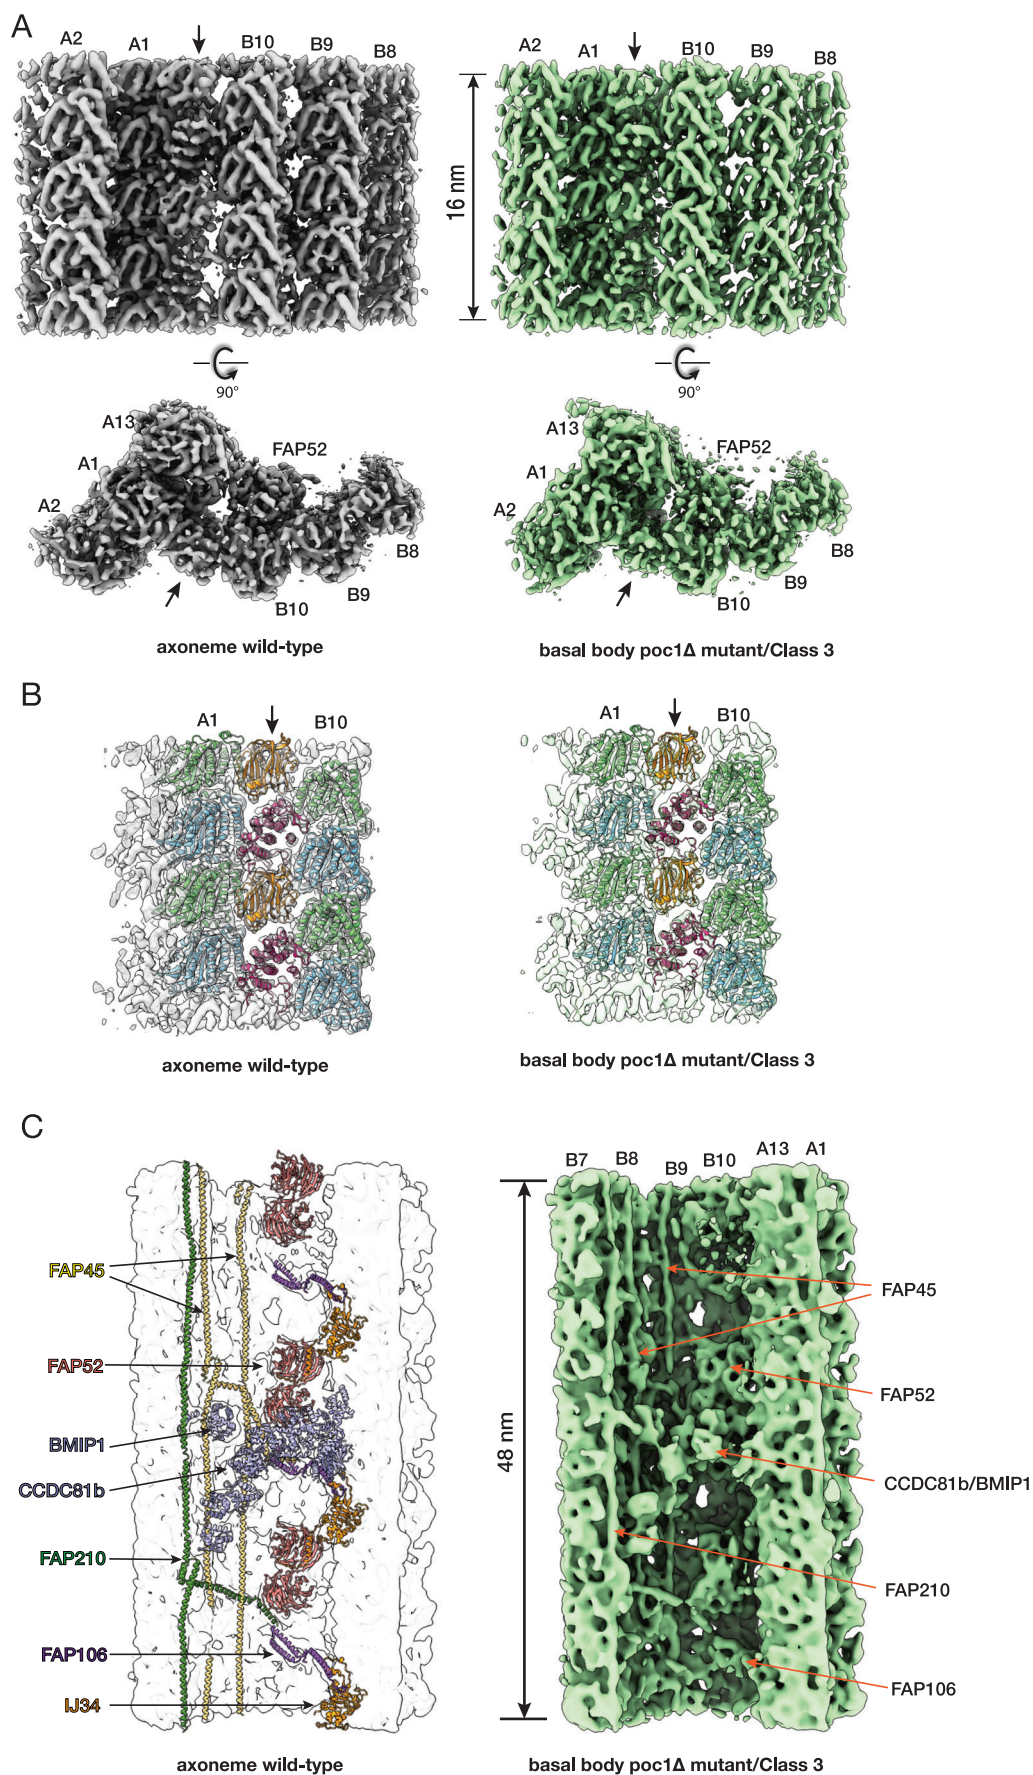 A
A2 A1 B10 B9 B8
A2 A1 B10 B9 B8
16 nm
90°
90°
A13
A1
A2
FAP52
B8
B9
B10
A13
A1
A2
FAP52
B8
B9
B10
axoneme wild-type
basal body poc1Δ mutant/Class 3
B
A1 B10
A1 B10
axoneme wild-type
basal body poc1Δ mutant/Class 3
C
FAP45
FAP52
BMIP1
CCDC81b
FAP210
FAP106
IJ34
B7 B8 B9 B10 A13 A1
48 nm
FAP45
FAP52
CCDC81b/BMIP1
FAP210
FAP106
axoneme wild-type
basal body poc1Δ mutant/Class 3